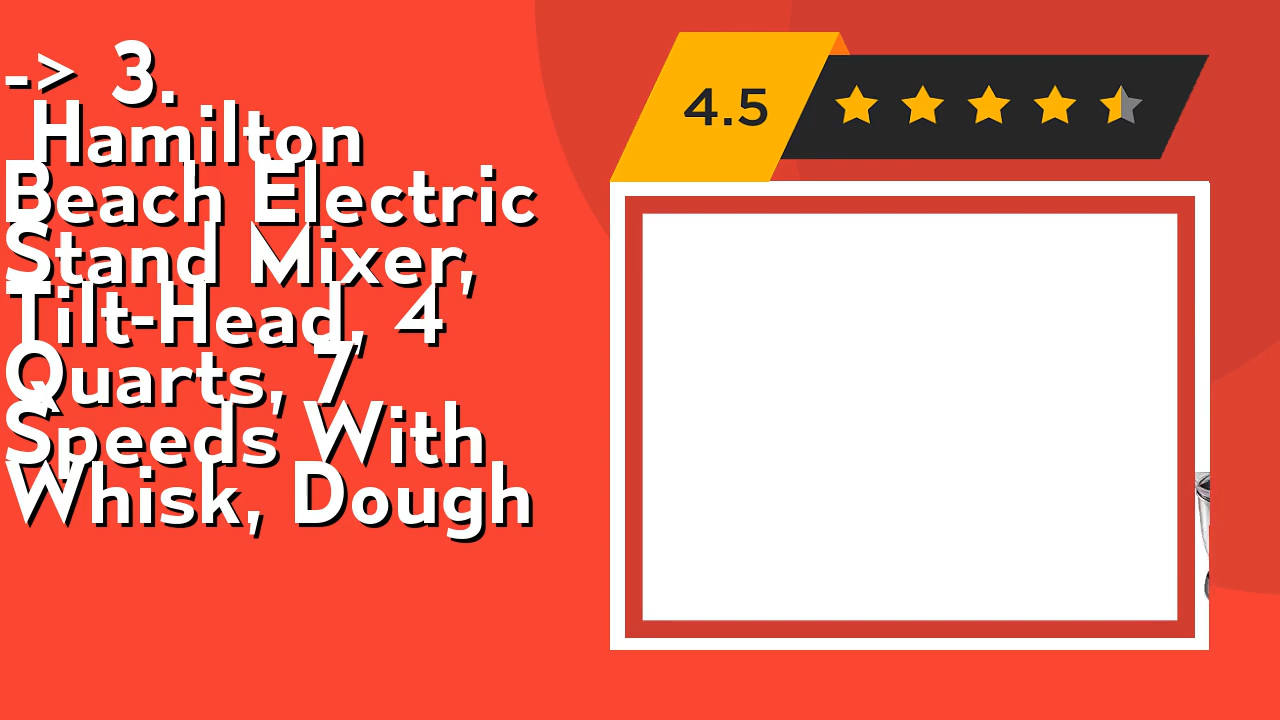 -> 3.
Hamilton
Beach Electric
Stand Mixer,
Tilt-Head, 4
Quarts, 7
Speeds With
Whisk, Dough
4.5